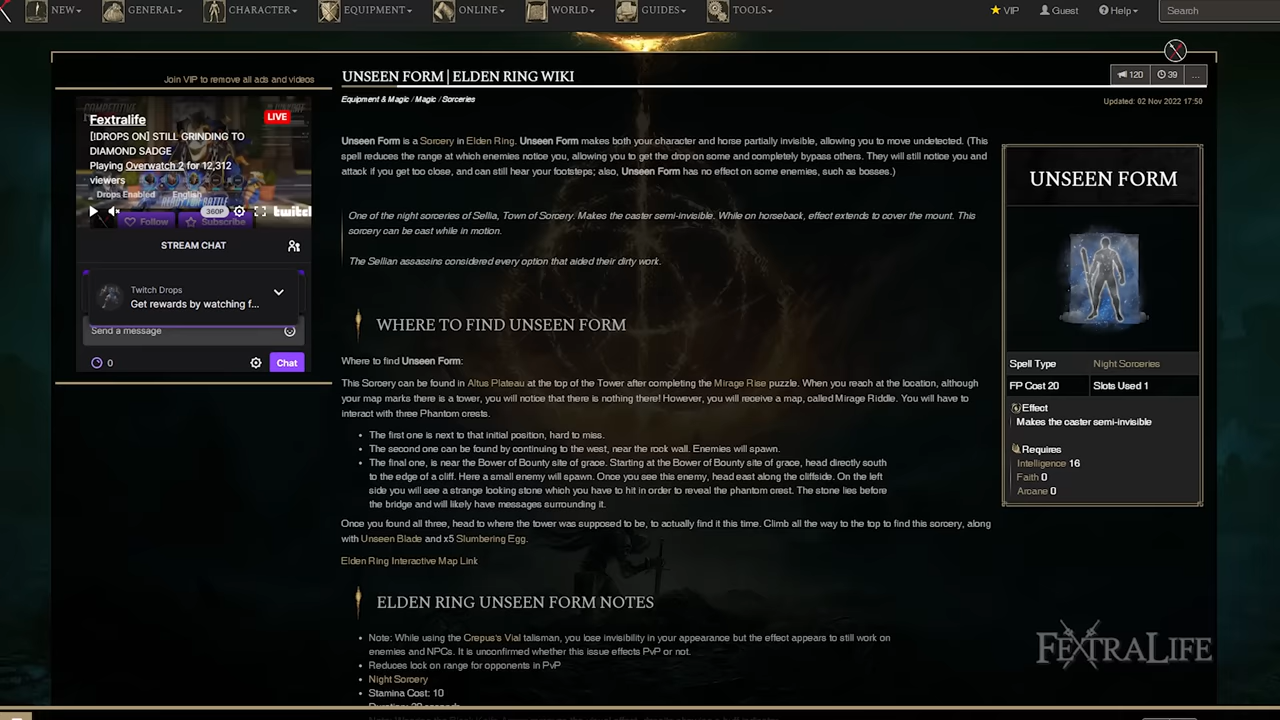 NEW GENERAL CHARACTER EQUIPMENT ONLINE WORLD GUIDES TOOLS VIP Guest Help Search
Join VIP to remove all ads and videos
Fextralife
LIVE
[!DROPS ON] STILL GRINDING TO
DIAMOND SADGE
Playing Overwatch 2 for 12,312
viewers
Drops Enabled English
360P
Follow Subscribe
STREAM CHAT
Twitch Drops
Get rewards by watching f...
Send a message
0
Chat
UNSEEN FORM | ELDEN RING WIKI
120 39 ...
Equipment & Magic / Magic / Sorceries
Updated: 02 Nov 2022 17:50
Unseen Form is a Sorcery in Elden Ring. Unseen Form makes both your character and horse partially invisible, allowing you to move undetected. (This
spell reduces the range at which enemies notice you, allowing you to get the drop on some and completely bypass others. They will still notice you and
attack if you get too close, and can still hear your footsteps; also, Unseen Form has no effect on some enemies, such as bosses.)
One of the night sorceries of Sellia, Town of Sorcery. Makes the caster semi-invisible. While on horseback, effect extends to cover the mount. This
sorcery can be cast while in motion.
The Sellian assassins considered every option that aided their dirty work.
WHERE TO FIND UNSEEN FORM
Where to find Unseen Form:
This Sorcery can be found in Altus Plateau at the top of the Tower after completing the Mirage Rise puzzle. When you reach at the location, although
your map marks there is a tower, you will notice that there is nothing there! However, you will receive a map, called Mirage Riddle. You will have to
interact with three Phantom crests.
The first one is next to that initial position, hard to miss.
The second one can be found by continuing to the west, near the rock wall. Enemies will spawn.
The final one, is near the Bower of Bounty site of grace. Starting at the Bower of Bounty site of grace, head directly south
to the edge of a cliff. Here a small enemy will spawn. Once you see this enemy, head east along the cliffside. On the left
side you will see a strange looking stone which you have to hit in order to reveal the phantom crest. The stone lies before
the bridge and will likely have messages surrounding it.
Once you found all three, head to where the tower was supposed to be, to actually find it this time. Climb all the way to the top to find this sorcery, along
with Unseen Blade and x5 Slumbering Egg.
Elden Ring Interactive Map Link
ELDEN RING UNSEEN FORM NOTES
Note: While using the Crepus's Vial talisman, you lose invisibility in your appearance but the effect appears to still work on
enemies and NPCs. It is unconfirmed whether this issue effects PvP or not.
Reduces lock on range for opponents in PvP
Night Sorcery
Stamina Cost: 10
UNSEEN FORM
Spell Type Night Sorceries
FP Cost 20 Slots Used 1
Effect
Makes the caster semi-invisible
Requires
Intelligence 16
Faith 0
Arcane 0
FEXTRALIFE